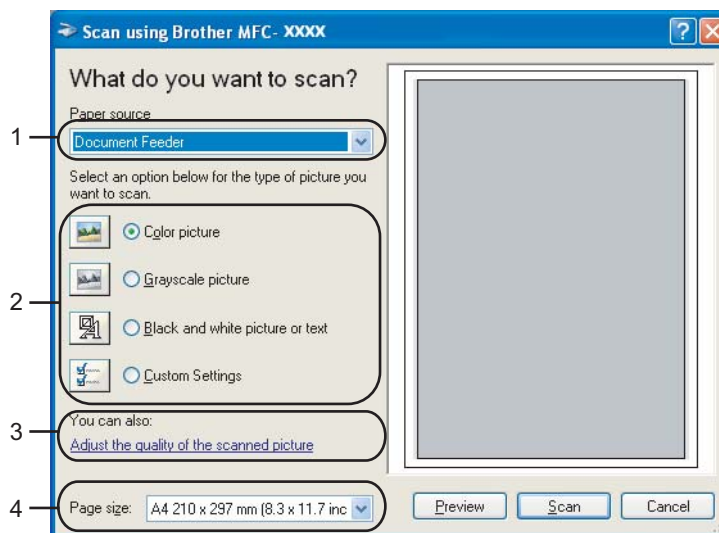 Scan using Brother MFC- XXXX
What do you want to scan?
Paper source
1
Document Feeder
Select an option below for the type of picture you
want to scan.
2
Color picture
Grayscale picture
Black and white picture or text
Custom Settings
3
You can also:
Adjust the quality of the scanned picture
4
Page size: A4 210 x 297 mm (8.3 x 11.7 inc
Preview Scan Cancel